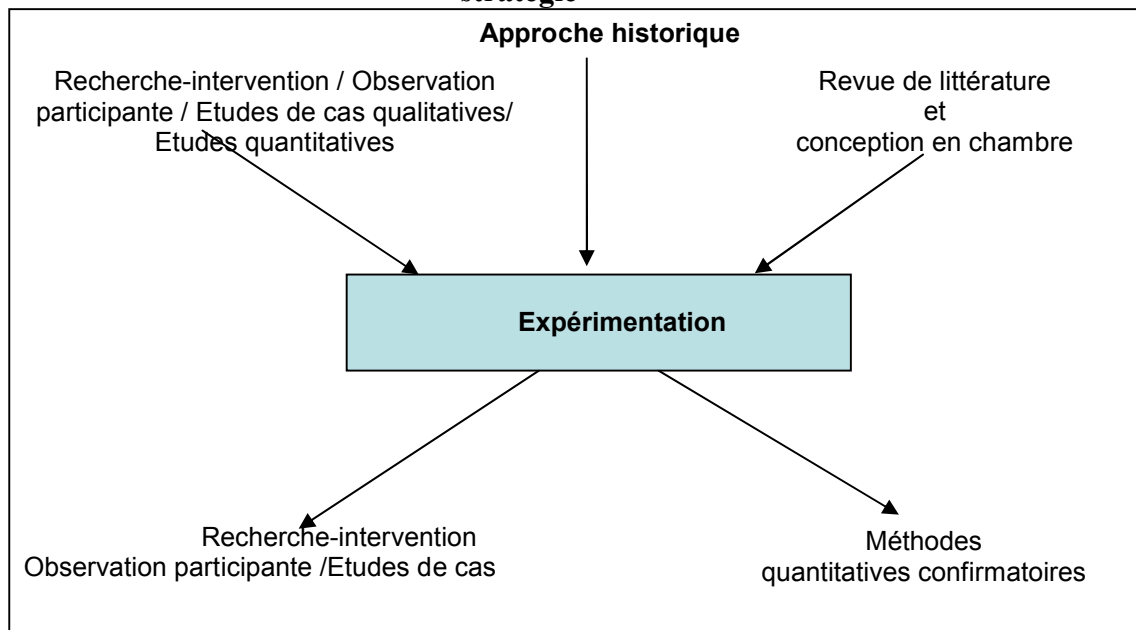 stratégie
Approche historique
Recherche-intervention / Observation
participante / Etudes de cas qualitatives/
Etudes quantitatives
Revue de littérature
et
conception en chambre
Expérimentation
Recherche-intervention
Observation participante /Etudes de cas
Méthodes
quantitatives confirmatoires